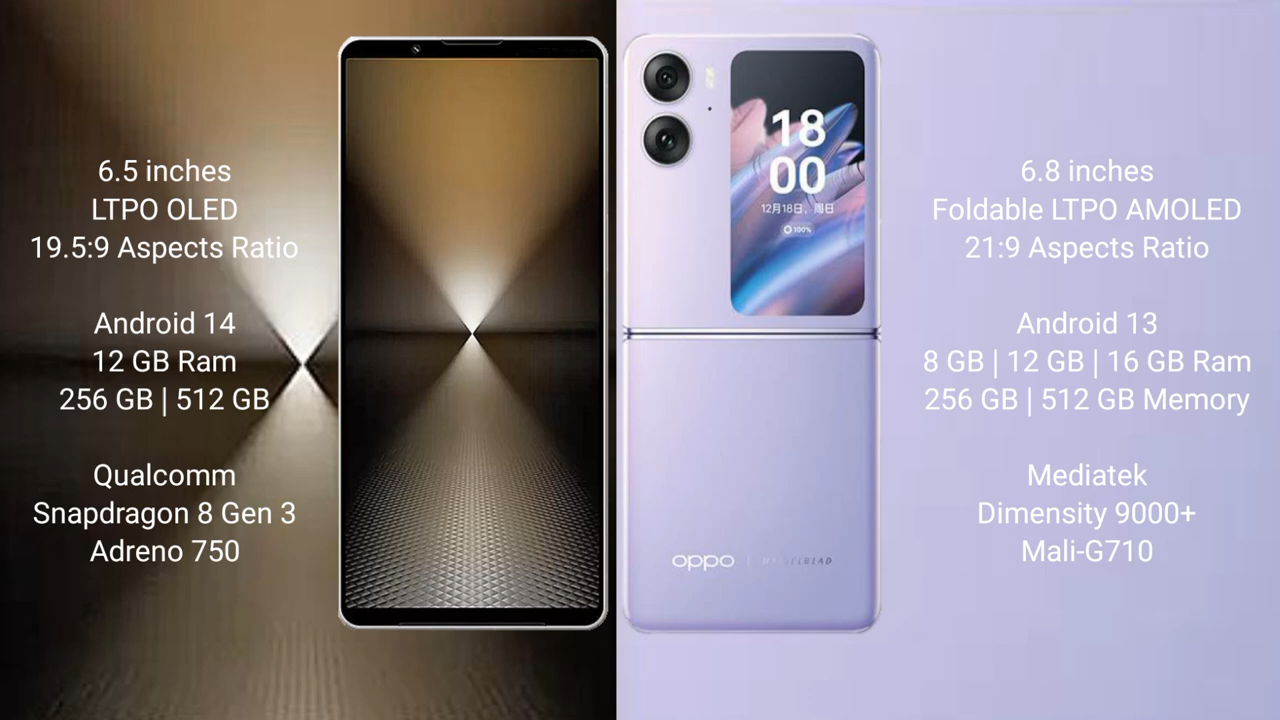 6.5 inches
LTPO OLED
19.5:9 Aspects Ratio
Android 14
12 GB Ram
256 GB | 512 GB
Qualcomm
Snapdragon 8 Gen 3
Adreno 750
18
00
12月18日，周日
100%
oppo | HASSELBLAD
6.8 inches
Foldable LTPO AMOLED
21:9 Aspects Ratio
Android 13
8 GB | 12 GB | 16 GB Ram
256 GB | 512 GB Memory
Mediatek
Dimensity 9000+
Mali-G710